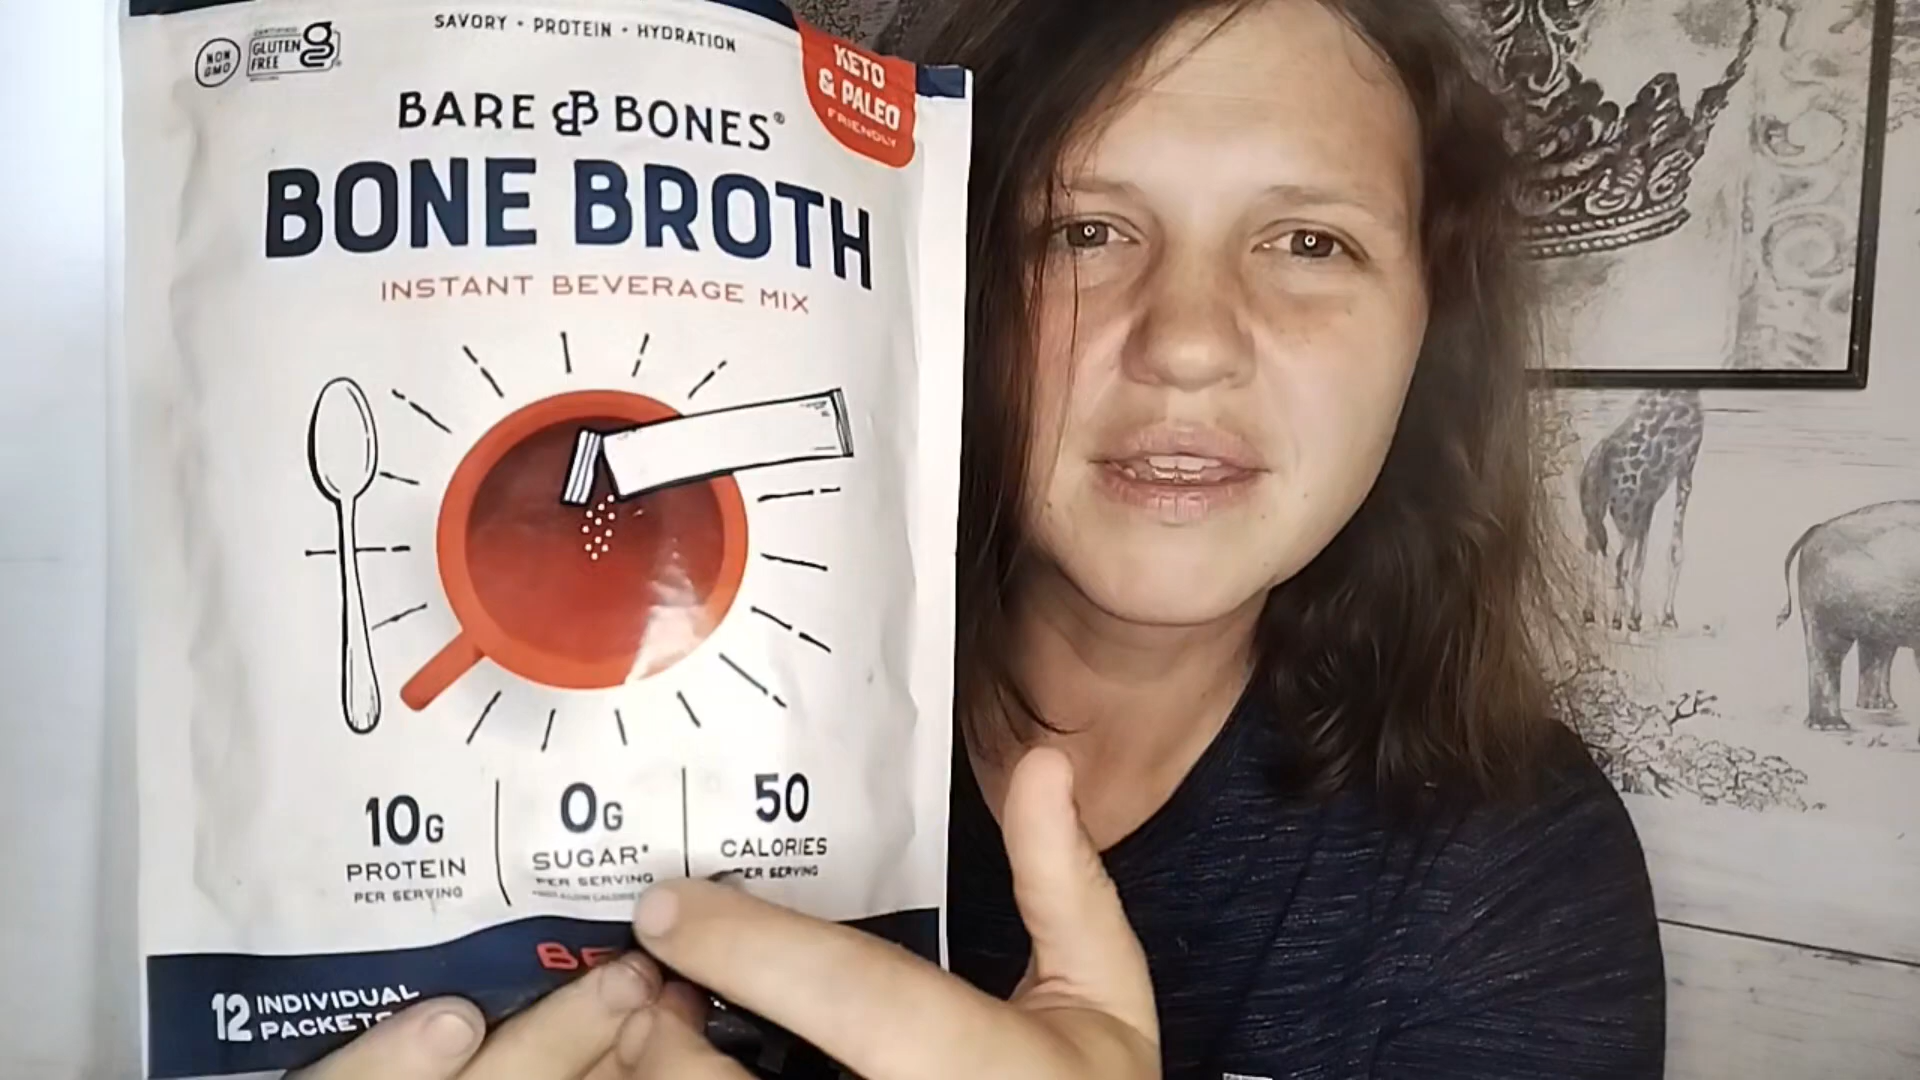 SAVORY • PROTEIN • HYDRATION
NON
GMO
CERTIFIED
GLUTEN
FREE
KETO
& PALEO
FRIENDLY
BARE BONES®
BONE BROTH
INSTANT BEVERAGE MIX
10G
PROTEIN
PER SERVING
0G
SUGAR*
PER SERVING
50
CALORIES
PER SERVING
12 INDIVIDUAL
PACKETS